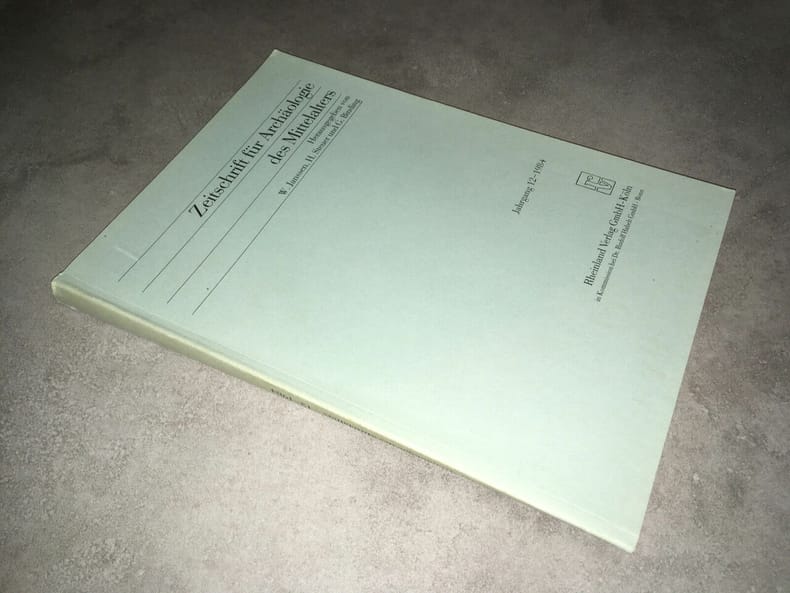 Zeitschrift für Archäologie
des Mittelalters
Herausgegeben von
W. Janssen, H. Steuer und G. Binding
Jahrgang 12-1984
Rheinland Verlag GmbH·Köln
in Kommission bei Dr. Rudolf Habelt GmbH · Bonn